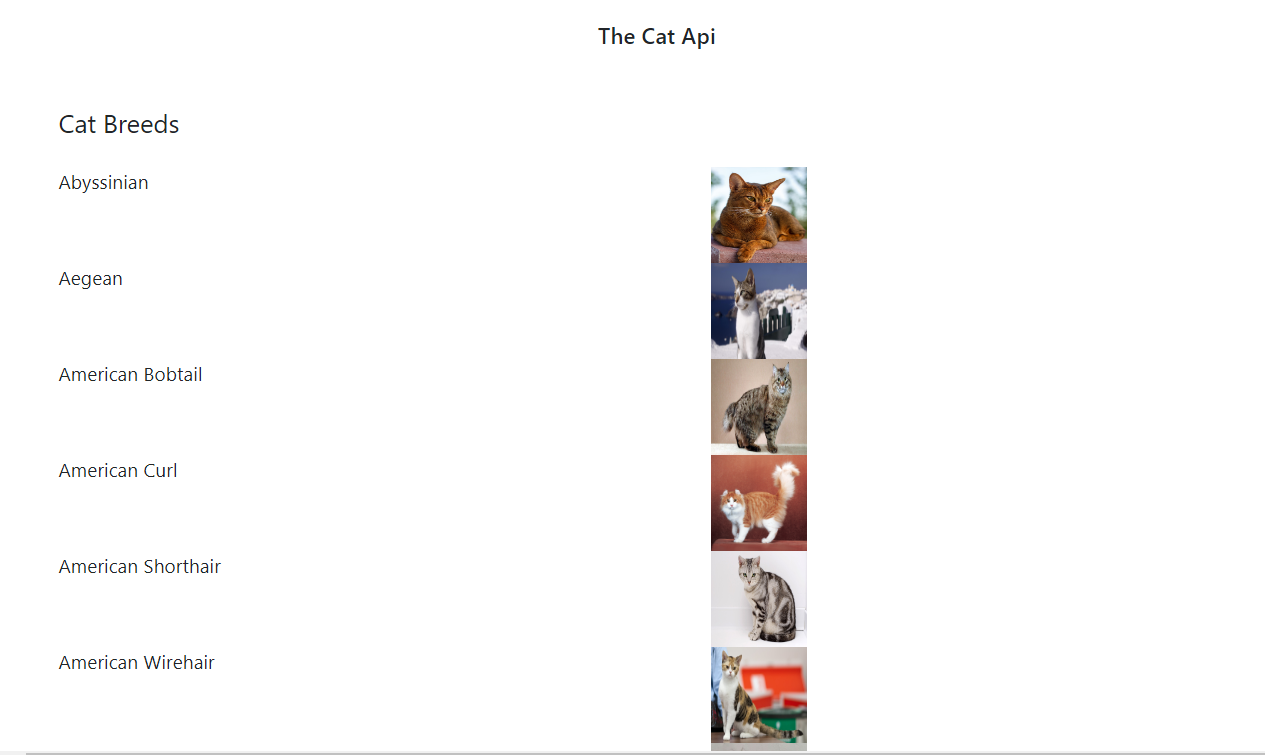 The Cat Api
Cat Breeds
Abyssinian
Aegean
American Bobtail
American Curl
American Shorthair
American Wirehair